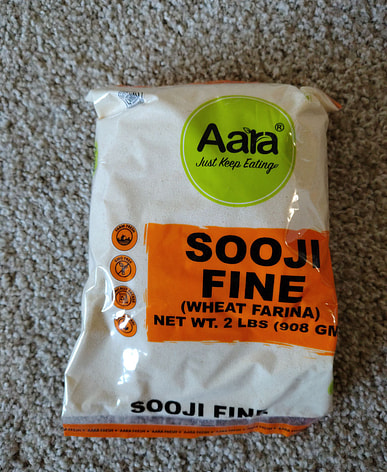 Aara®
Just Keep Eating
SOOJI
FINE
(WHEAT FARINA)
NET WT. 2 LBS (908 GM
SOOJI FINE